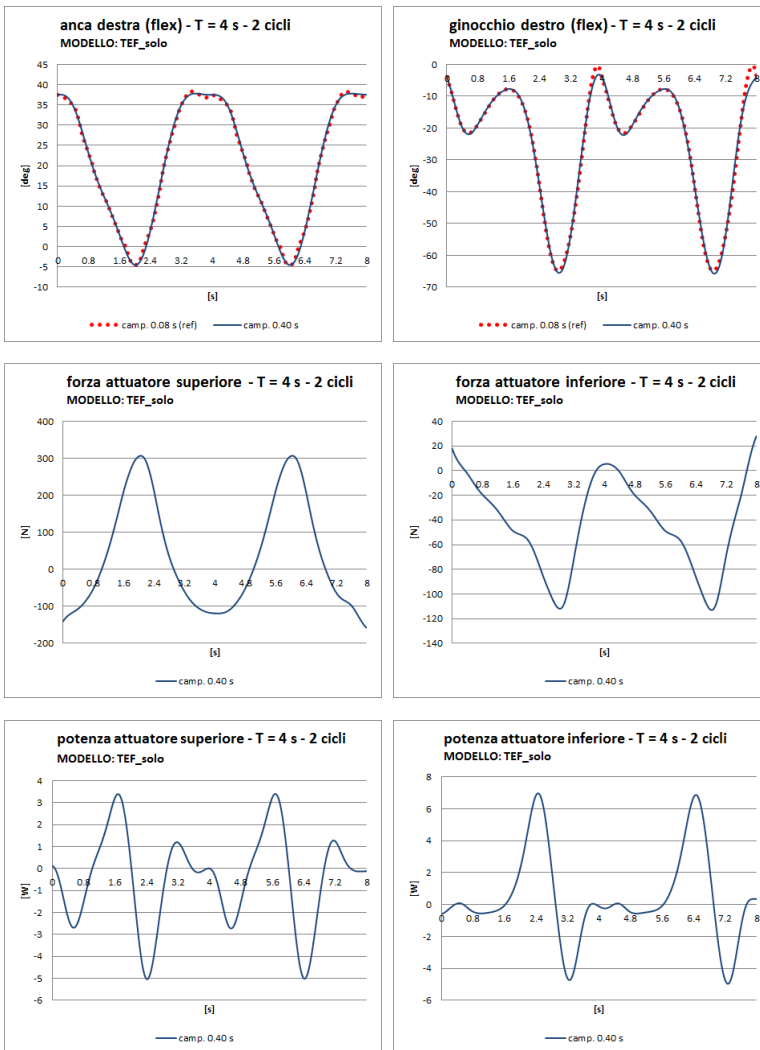 anca destra (flex) - T = 4 s - 2 cicli
MODELLO: TEF_solo
45
40
35
30
25
20
15
10
5
0
-5
-10
[deg]
0 0.8 1.6 2.4 3.2 4 4.8 5.6 6.4 7.2 8
[s]
camp. 0.08 s (ref) camp. 0.40 s
ginocchio destro (flex) - T = 4 s - 2 cicli
MODELLO: TEF_solo
0
-10
-20
-30
-40
-50
-60
-70
[deg]
0 0.8 1.6 2.4 3.2 4 4.8 5.6 6.4 7.2 8
[s]
camp. 0.08 s (ref) camp. 0.40 s
forza attuatore superiore - T = 4 s - 2 cicli
MODELLO: TEF_solo
400
300
200
100
0
-100
-200
[N]
0 0.8 1.6 2.4 3.2 4 4.8 5.6 6.4 7.2 8
[s]
camp. 0.40 s
forza attuatore inferiore - T = 4 s - 2 cicli
MODELLO: TEF_solo
40
20
0
-20
-40
-60
-80
-100
-120
-140
[N]
0 0.8 1.6 2.4 3.2 4 4.8 5.6 6.4 7.2 8
[s]
camp. 0.40 s
potenza attuatore superiore - T = 4 s - 2 cicli
MODELLO: TEF_solo
4
3
2
1
0
-1
-2
-3
-4
-5
-6
[W]
0 0.8 1.6 2.4 3.2 4 4.8 5.6 6.4 7.2 8
[s]
camp. 0.40 s
potenza attuatore inferiore - T = 4 s - 2 cicli
MODELLO: TEF_solo
8
6
4
2
0
-2
-4
-6
[W]
0 0.8 1.6 2.4 3.2 4 4.8 5.6 6.4 7.2 8
[s]
camp. 0.40 s